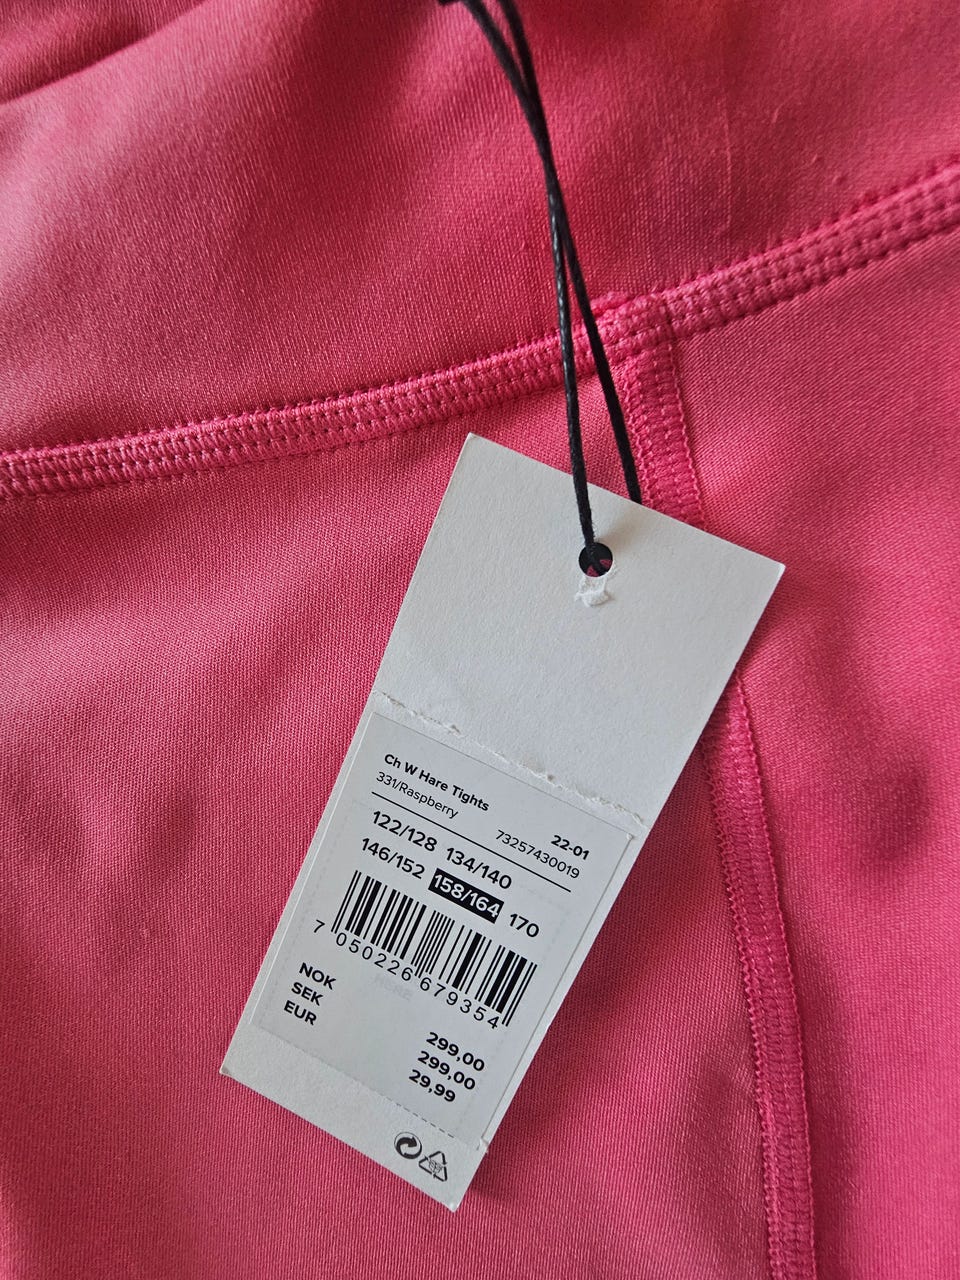 Ch W Hare Tights
331/Raspberry
22-01
73257430019
122/128 134/140
146/152 158/164 170
7 050226 679354
NOK 299,00
SEK 299,00
EUR 29,99